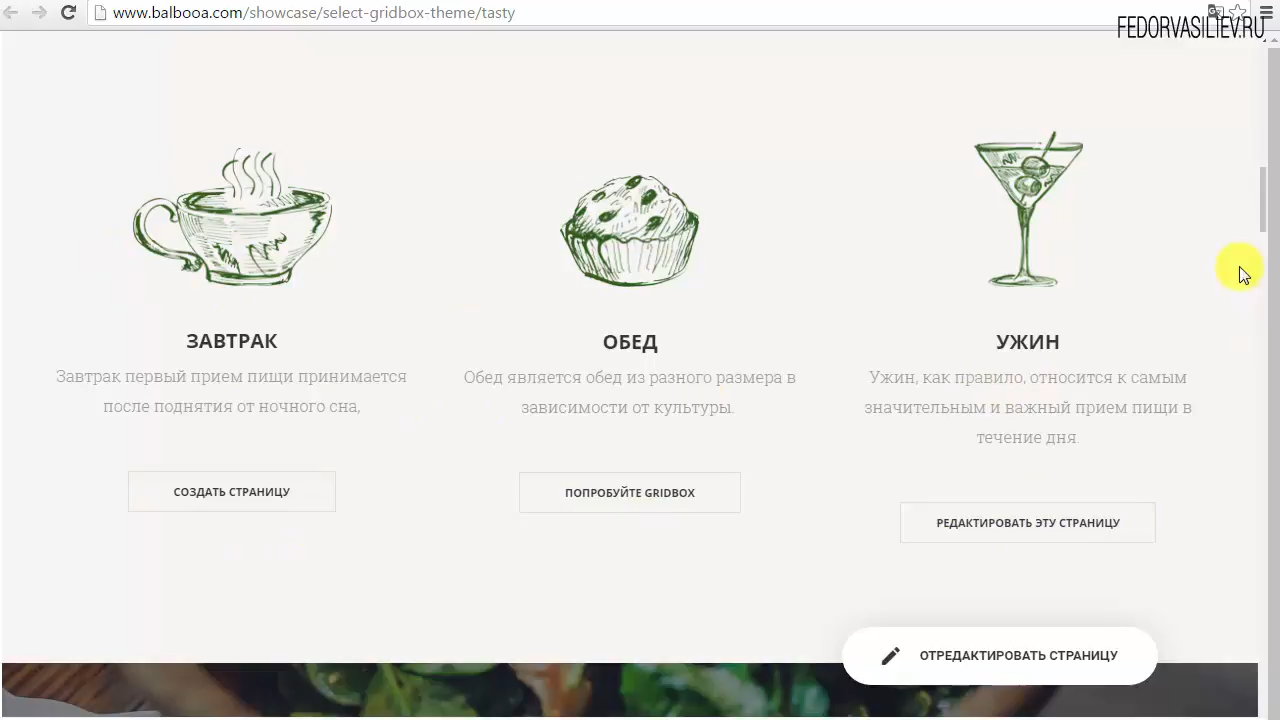 www.balbooa.com/showcase/select-gridbox-theme/tasty
FEDORVASILIEV.RU
ЗАВТРАК
Завтрак первый прием пищи принимается
после поднятия от ночного сна,
СОЗДАТЬ СТРАНИЦУ
ОБЕД
Обед является обед из разного размера в
зависимости от культуры.
ПОПРОБУЙТЕ GRIDBOX
УЖИН
Ужин, как правило, относится к самым
значительным и важный прием пищи в
течение дня.
РЕДАКТИРОВАТЬ ЭТУ СТРАНИЦУ
ОТРЕДАКТИРОВАТЬ СТРАНИЦУ